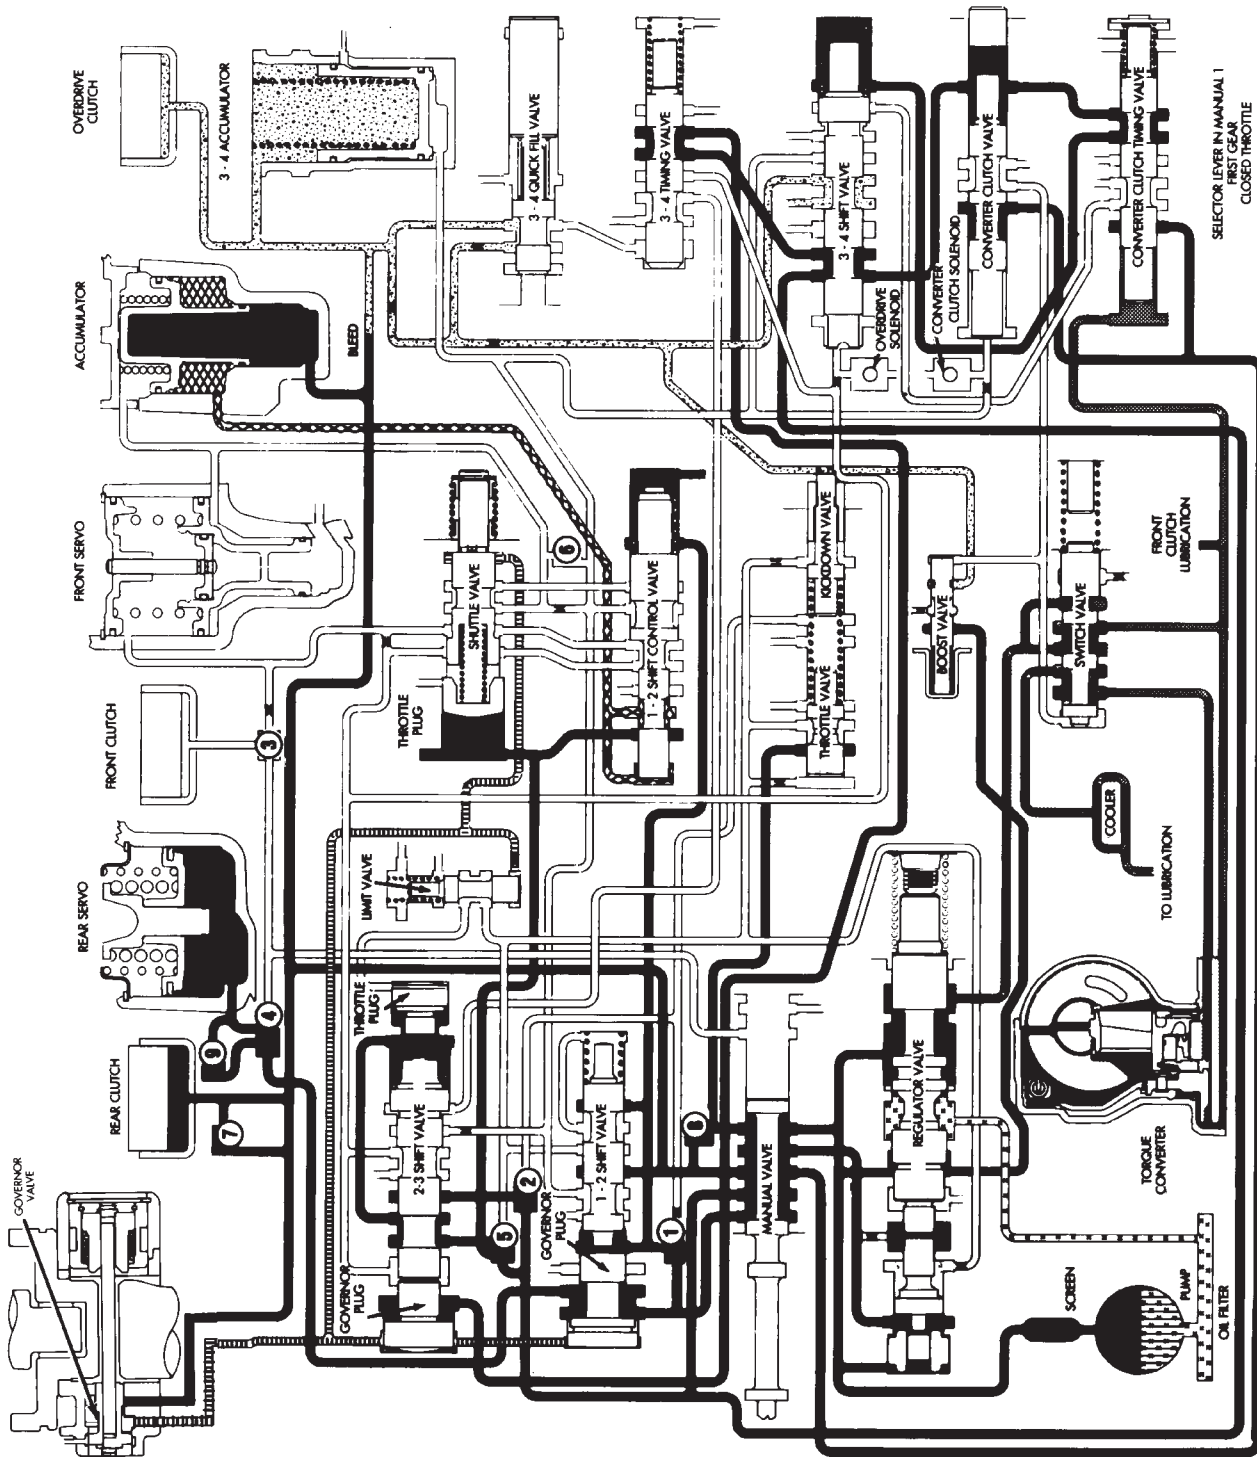 OVERDRIVE
CLUTCH
3 - 4 ACCUMULATOR
3 - 4 QUICK FILL VALVE
3 - 4 TIMING VALVE
3 - 4 SHIFT VALVE
CONVERTER CLUTCH VALVE
CONVERTER CLUTCH TIMING VALVE
SELECTOR LEVER IN MANUAL 1
FIRST GEAR
CLOSED THROTTLE
ACCUMULATOR
BLEED
OVERDRIVE
SOLENOID
CONVERTER
CLUTCH SOLENOID
FRONT SERVO
SHUTTLE VALVE
6
1 - 2 SHIFT CONTROL VALVE
KICKDOWN VALVE
THROTTLE VALVE
BOOST VALVE
SWITCH VALVE
FRONT
CLUTCH
LUBRICATION
FRONT CLUTCH
3
THROTTLE
PLUG
COOLER
TO LUBRICATION
REAR SERVO
LIMIT VALVE
9
4
THROTTLE
PLUG
REAR CLUTCH
7
2-3 SHIFT VALVE
1 - 2 SHIFT VALVE
8
MANUAL VALVE
REGULATOR VALVE
TORQUE
CONVERTER
GOVERNOR
VALVE
GOVERNOR
PLUG
5
2
GOVERNOR
PLUG
1
SCREEN
PUMP
OIL FILTER